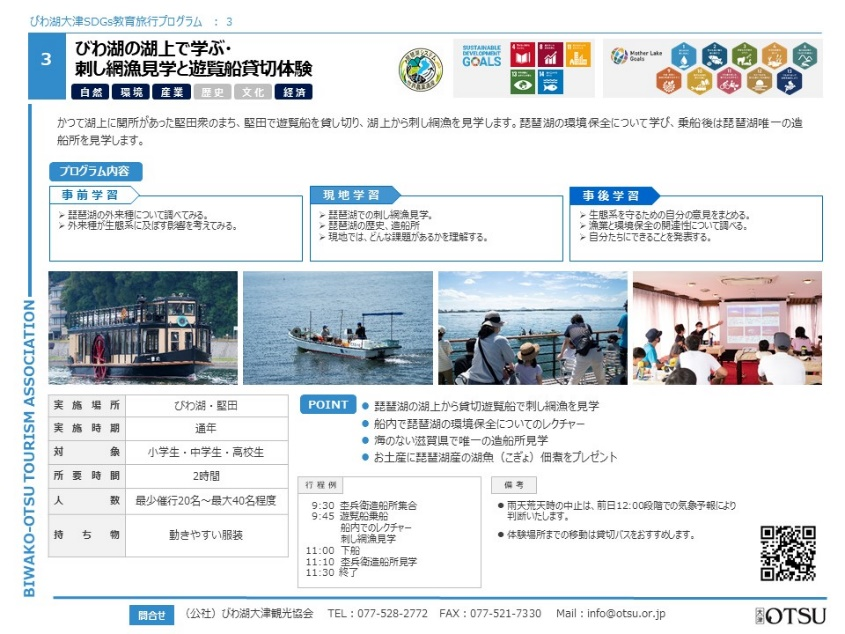 びわ湖大津SDGs教育旅行プログラム ： 3
3
びわ湖の湖上で学ぶ・
刺し網漁見学と遊覧船貸切体験
自然 環境 産業 歴史 文化 経済
SUSTAINABLE DEVELOPMENT GOALS
4 8 9
13 14
Mother Lake Goals
かつて湖上に関所があった堅田衆のまち、堅田で遊覧船を貸し切り、湖上から刺し網漁を見学します。琵琶湖の環境保全について学び、乗船後は琵琶湖唯一の造
船所を見学します。
プログラム内容
事前学習
➢ 琵琶湖の外来種について調べてみる。
➢ 外来種が生態系に及ぼす影響を考えてみる。
現地学習
➢ 琵琶湖での刺し網漁見学。
➢ 琵琶湖の歴史、造船所
➢ 現地では、どんな課題があるかを理解する。
事後学習
➢ 生態系を守るための自分の意見をまとめる。
➢ 漁業と環境保全の関連性について調べる。
➢ 自分たちにできることを発表する。
BIWAKO-OTSU TOURISM ASSOCIATION
実施場所 びわ湖・堅田
実施時期 通年
対象 小学生・中学生・高校生
所要時間 2時間
人数 最少催行20名～最大40名程度
持ち物 動きやすい服装
POINT
● 琵琶湖の湖上から貸切遊覧船で刺し網漁を見学
● 船内で琵琶湖の環境保全についてのレクチャー
● 海のない滋賀県で唯一の造船所見学
● お土産に琵琶湖産の湖魚（こぎょ）佃煮をプレゼント
行程例
9:30 杢兵衛造船所集合
9:45 遊覧船乗船
船内でのレクチャー
刺し網漁見学
11:00 下船
11:10 杢兵衛造船所見学
11:30 終了
備考
● 雨天荒天時の中止は、前日12:00段階での気象予報により
判断いたします。
● 体験場所までの移動は貸切バスをおすすめします。
問合せ （公社）びわ湖大津観光協会 TEL：077-528-2772 FAX：077-521-7330 Mail：info@otsu.or.jp
大津 OTSU